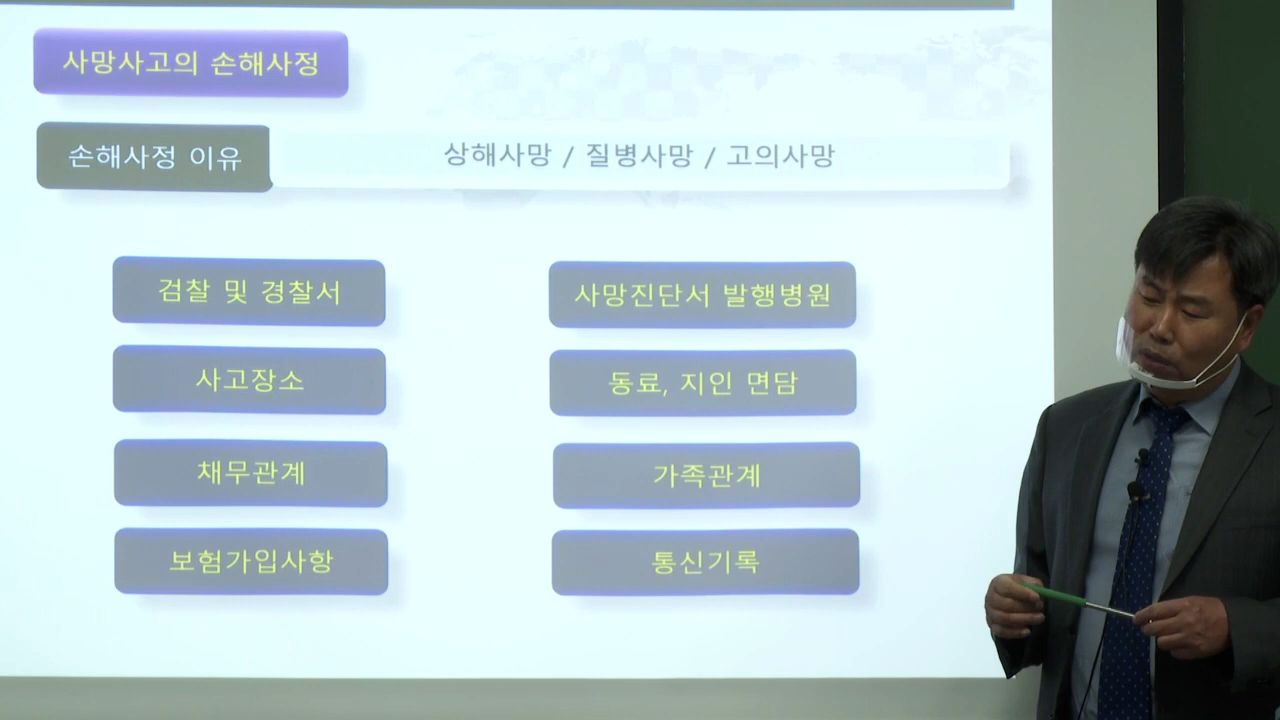 사망사고의 손해사정
손해사정 이유
상해사망 / 질병사망 / 고의사망
검찰 및 경찰서
사망진단서 발행병원
사고장소
동료, 지인 면담
채무관계
가족관계
보험가입사항
통신기록